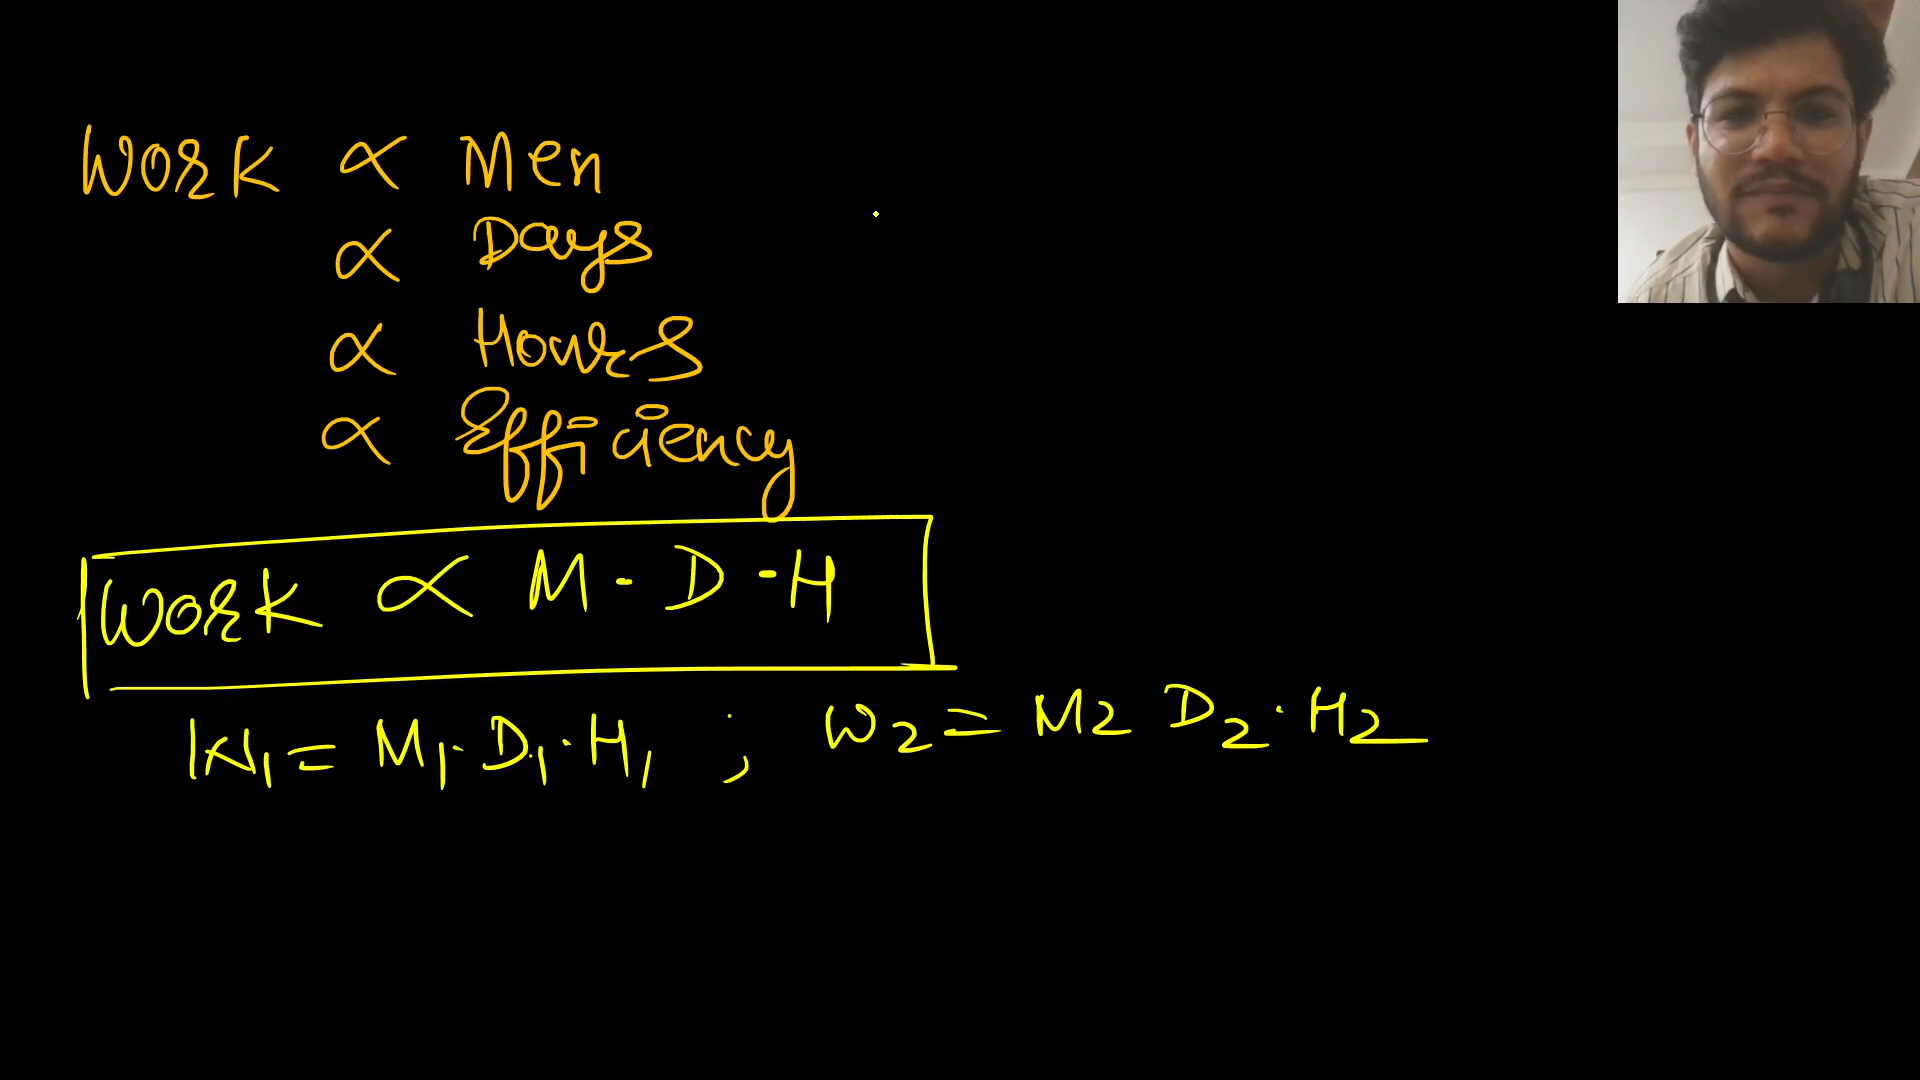 Work ∝ Men
∝ Days
∝ Hours
∝ Efficiency
Work ∝ M · D · H
W₁ = M₁ · D₁ · H₁ ; W₂ = M₂ D₂ · H₂